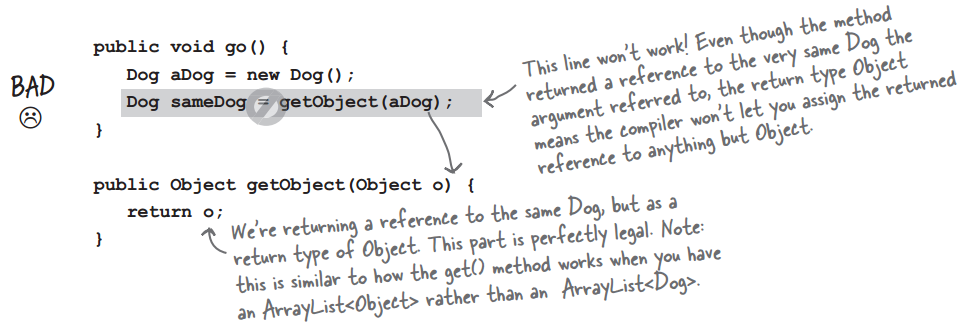 public void go() {
Dog aDog = new Dog();
Dog sameDog = getObject(aDog);
}
BAD
This line won't work! Even though the method
returned a reference to the very same Dog the
argument referred to, the return type Object
means the compiler won't let you assign the returned
reference to anything but Object.
public Object getObject(Object o) {
return o;
}
We're returning a reference to the same Dog, but as a
return type of Object. This part is perfectly legal. Note:
this is similar to how the get() method works when you have
an ArrayList<Object> rather than an ArrayList<Dog>.